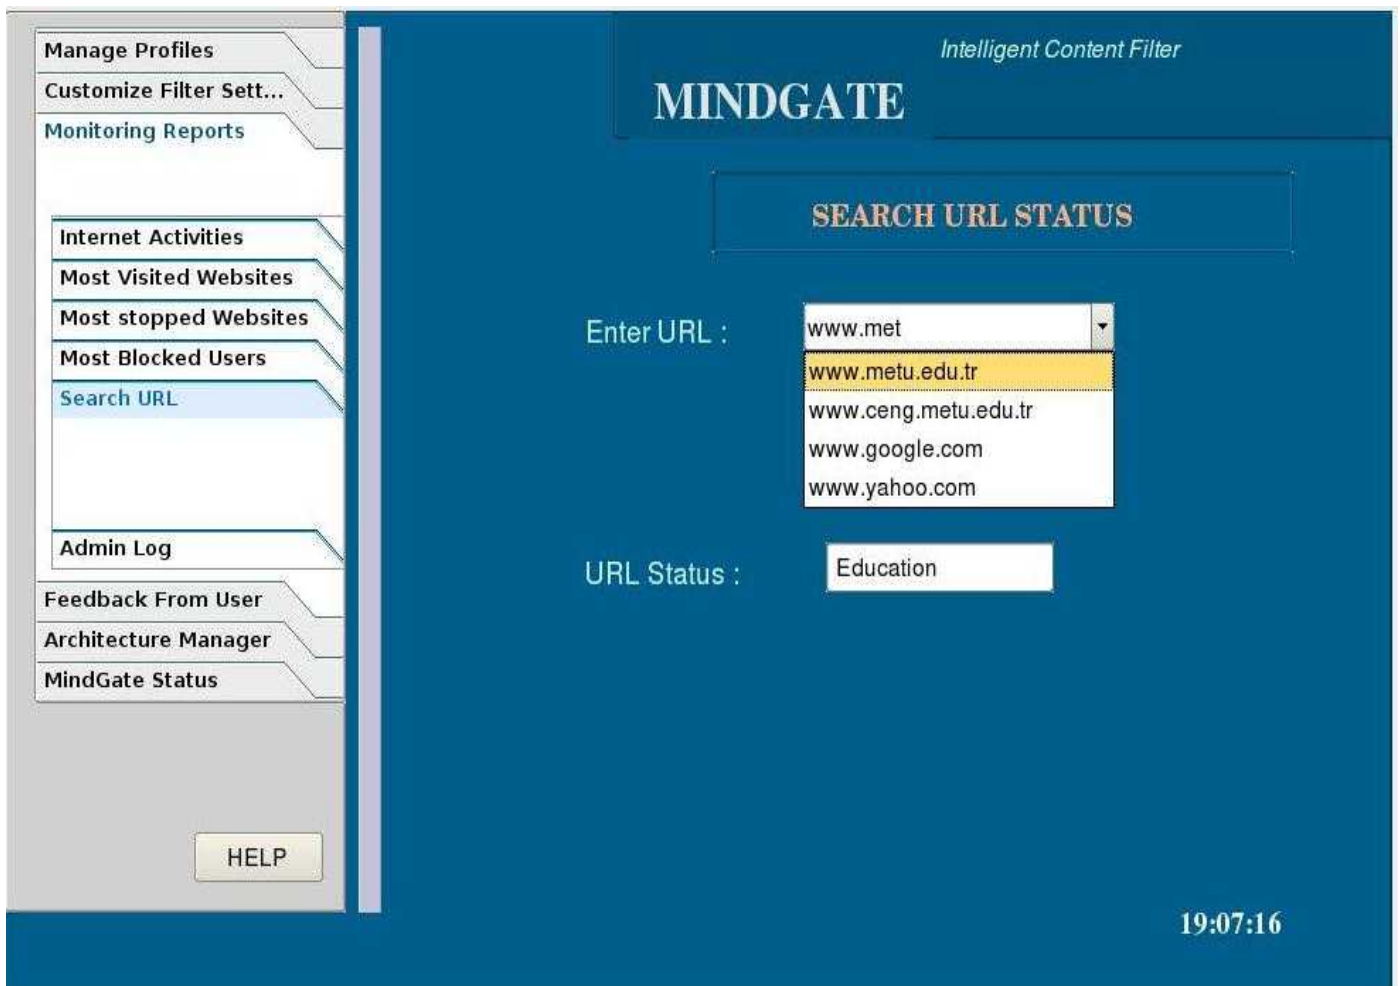 Manage Profiles
Customize Filter Sett...
Monitoring Reports
Internet Activities
Most Visited Websites
Most stopped Websites
Most Blocked Users
Search URL
Admin Log
Feedback From User
Architecture Manager
MindGate Status
HELP
Intelligent Content Filter
MINDGATE
SEARCH URL STATUS
Enter URL : www.met
www.metu.edu.tr
www.ceng.metu.edu.tr
www.google.com
www.yahoo.com
URL Status : Education
19:07:16